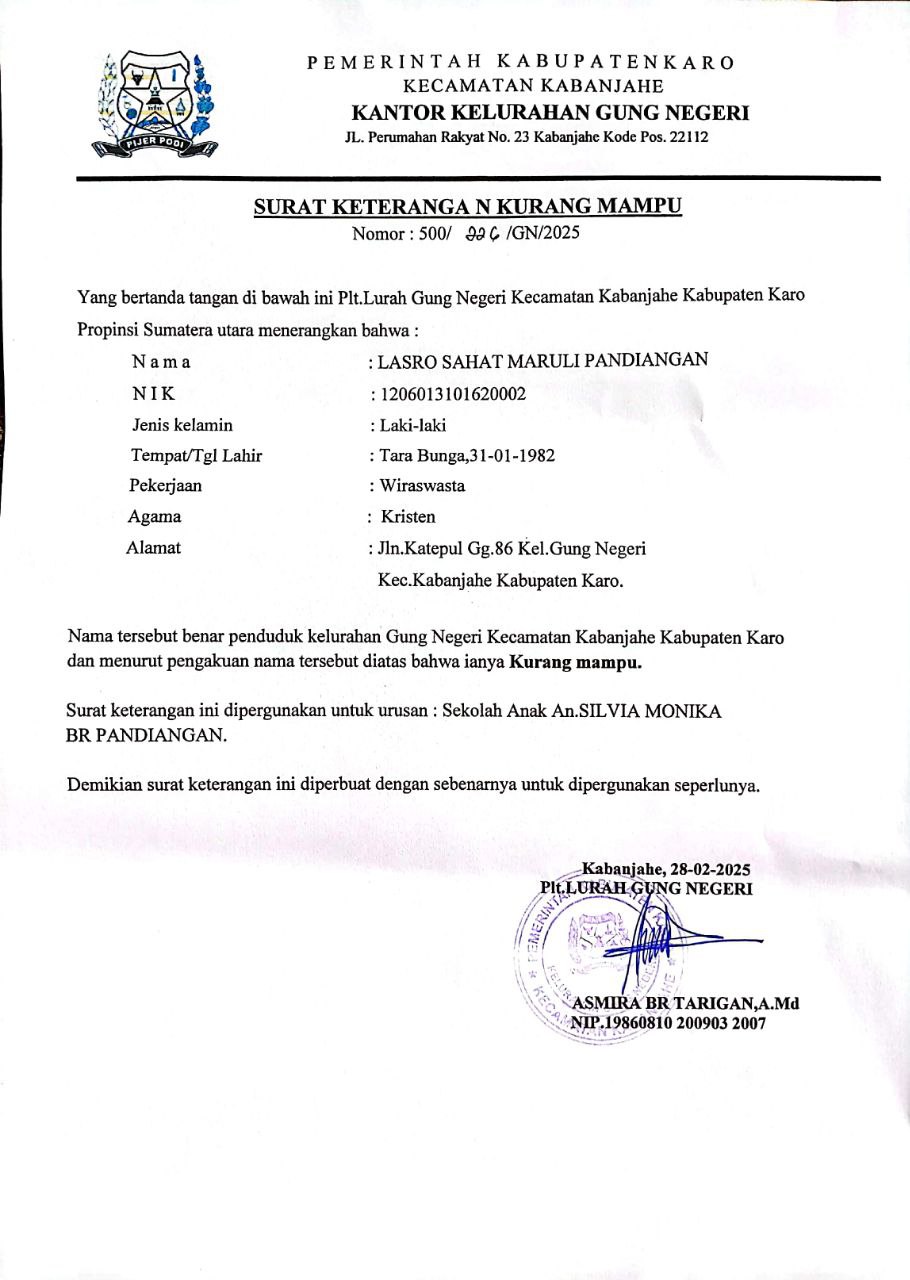 PIJER PODI
PEMERINTAH KABUPATENKARO
KECAMATAN KABANJAHE
KANTOR KELURAHAN GUNG NEGERI
JL. Perumahan Rakyat No. 23 Kabanjahe Kode Pos. 22112
SURAT KETERANGA N KURANG MAMPU
Nomor : 500/ /GN/2025
Yang bertanda tangan di bawah ini Plt.Lurah Gung Negeri Kecamatan Kabanjahe Kabupaten Karo
Propinsi Sumatera utara menerangkan bahwa :
N a m a : LASRO SAHAT MARULI PANDIANGAN
N I K : 1206013101620002
Jenis kelamin : Laki-laki
Tempat/Tgl Lahir : Tara Bunga,31-01-1982
Pekerjaan : Wiraswasta
Agama : Kristen
Alamat : Jln.Katepul Gg.86 Kel.Gung Negeri
Kec.Kabanjahe Kabupaten Karo.
Nama tersebut benar penduduk kelurahan Gung Negeri Kecamatan Kabanjahe Kabupaten Karo
dan menurut pengakuan nama tersebut diatas bahwa ianya Kurang mampu.
Surat keterangan ini dipergunakan untuk urusan : Sekolah Anak An.SILVIA MONIKA
BR PANDIANGAN.
Demikian surat keterangan ini diperbuat dengan sebenarnya untuk dipergunakan seperlunya.
Kabanjahe, 28-02-2025
Plt.LURAH GUNG NEGERI
ASMIRA BR TARIGAN,A.Md
NIP.19860810 200903 2007